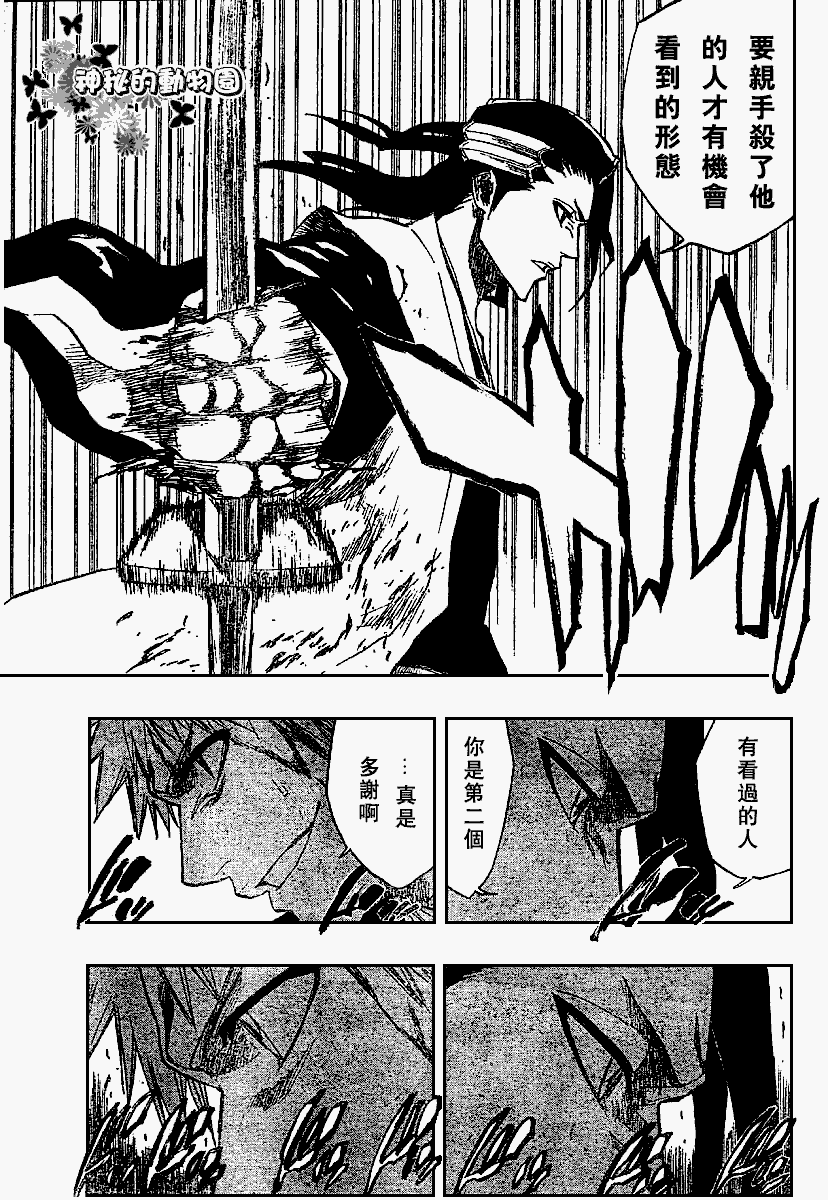 神秘的動物園
要親手殺了他
的人才有機會
看到的形態
有看過的人
你是第二個
…真是
多謝啊